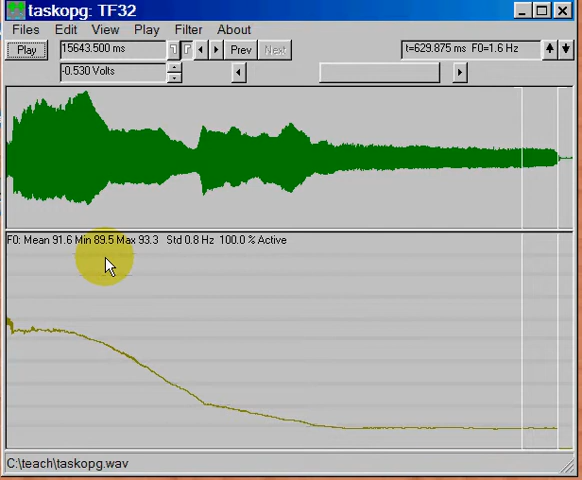 taskopg: TF32
Files Edit View Play Filter About
Play 15643.500 ms Prev Next t=629.875 ms F0=1.6 Hz
-0.530 Volts
F0: Mean 91.6 Min 89.5 Max 93.3 Std 0.8 Hz 100.0 % Active
C:\teach\taskopg.wav